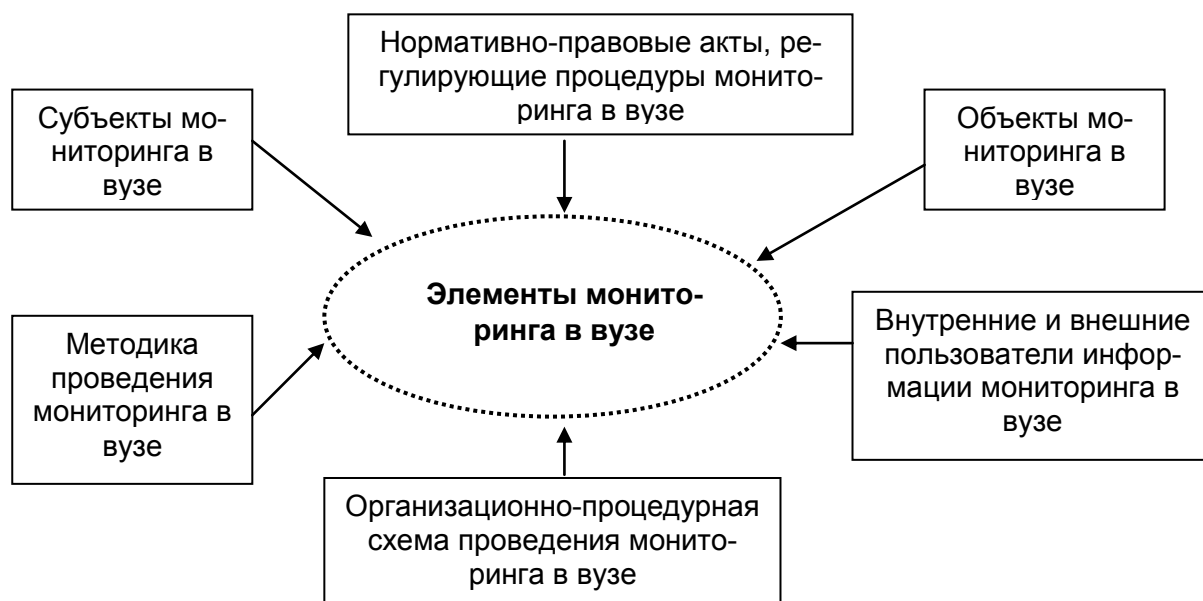 Нормативно-правовые акты, ре-
гулирующие процедуры монито-
ринга в вузе
Субъекты мо-
ниторинга в
вузе
Объекты мо-
ниторинга в
вузе
Элементы монито-
ринга в вузе
Методика
проведения
мониторинга в
вузе
Внутренние и внешние
пользователи инфор-
мации мониторинга в
вузе
Организационно-процедурная
схема проведения монито-
ринга в вузе